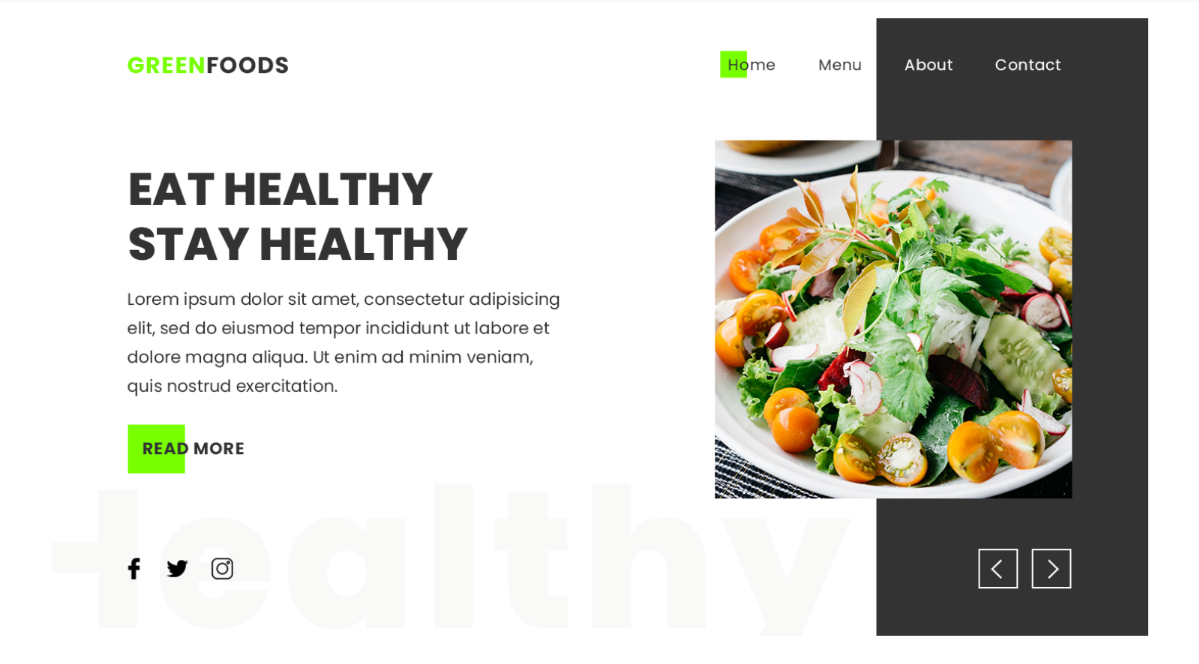 GREENFOODS
Home Menu About Contact
EAT HEALTHY
STAY HEALTHY
Lorem ipsum dolor sit amet, consectetur adipisicing
elit, sed do eiusmod tempor incididunt ut labore et
dolore magna aliqua. Ut enim ad minim veniam,
quis nostrud exercitation.
READ MORE
Healthy